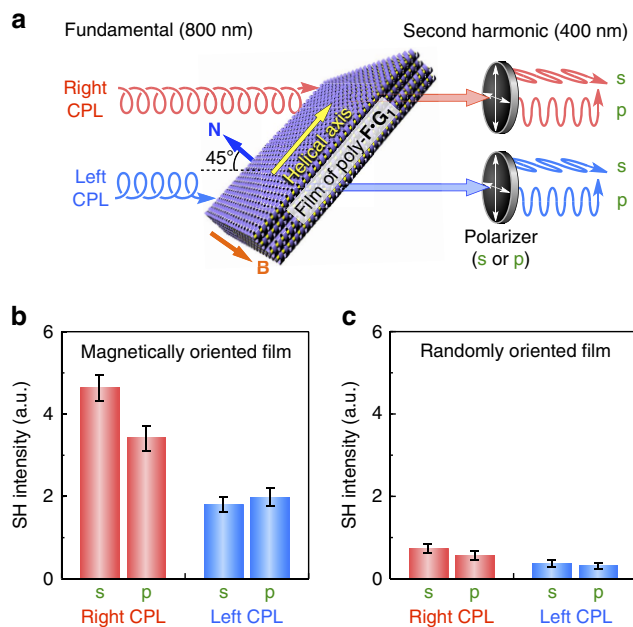 a
Fundamental (800 nm)
Second harmonic (400 nm)
Right
CPL
N
45°
Left
CPL
Helical axis
Film of poly-F·G1
B
s
p
s
p
Polarizer
(s or p)
b
6
4
2
0
SH intensity (a.u.)
Magnetically oriented film
s p s p
Right CPL Left CPL
c
6
4
2
0
SH intensity (a.u.)
Randomly oriented film
s p s p
Right CPL Left CPL